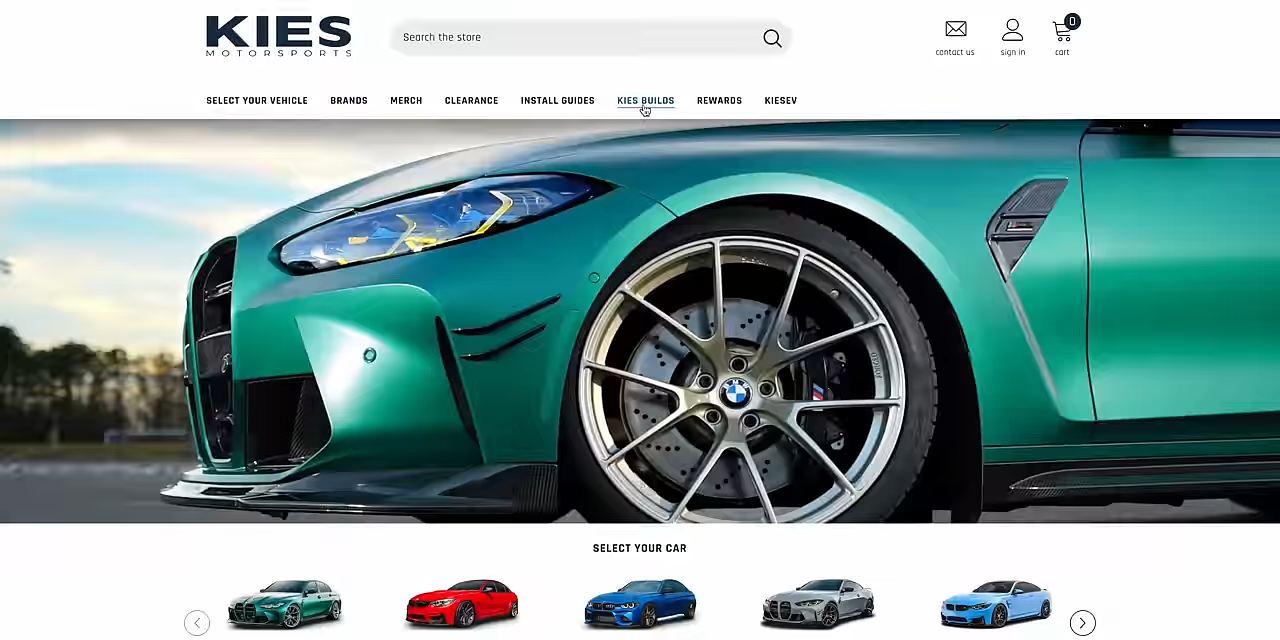 KIES
MOTORSPORTS
Search the store
contact us
sign in
0
cart
SELECT YOUR VEHICLE
BRANDS
MERCH
CLEARANCE
INSTALL GUIDES
KIES BUILDS
REWARDS
KIESEV
SELECT YOUR CAR